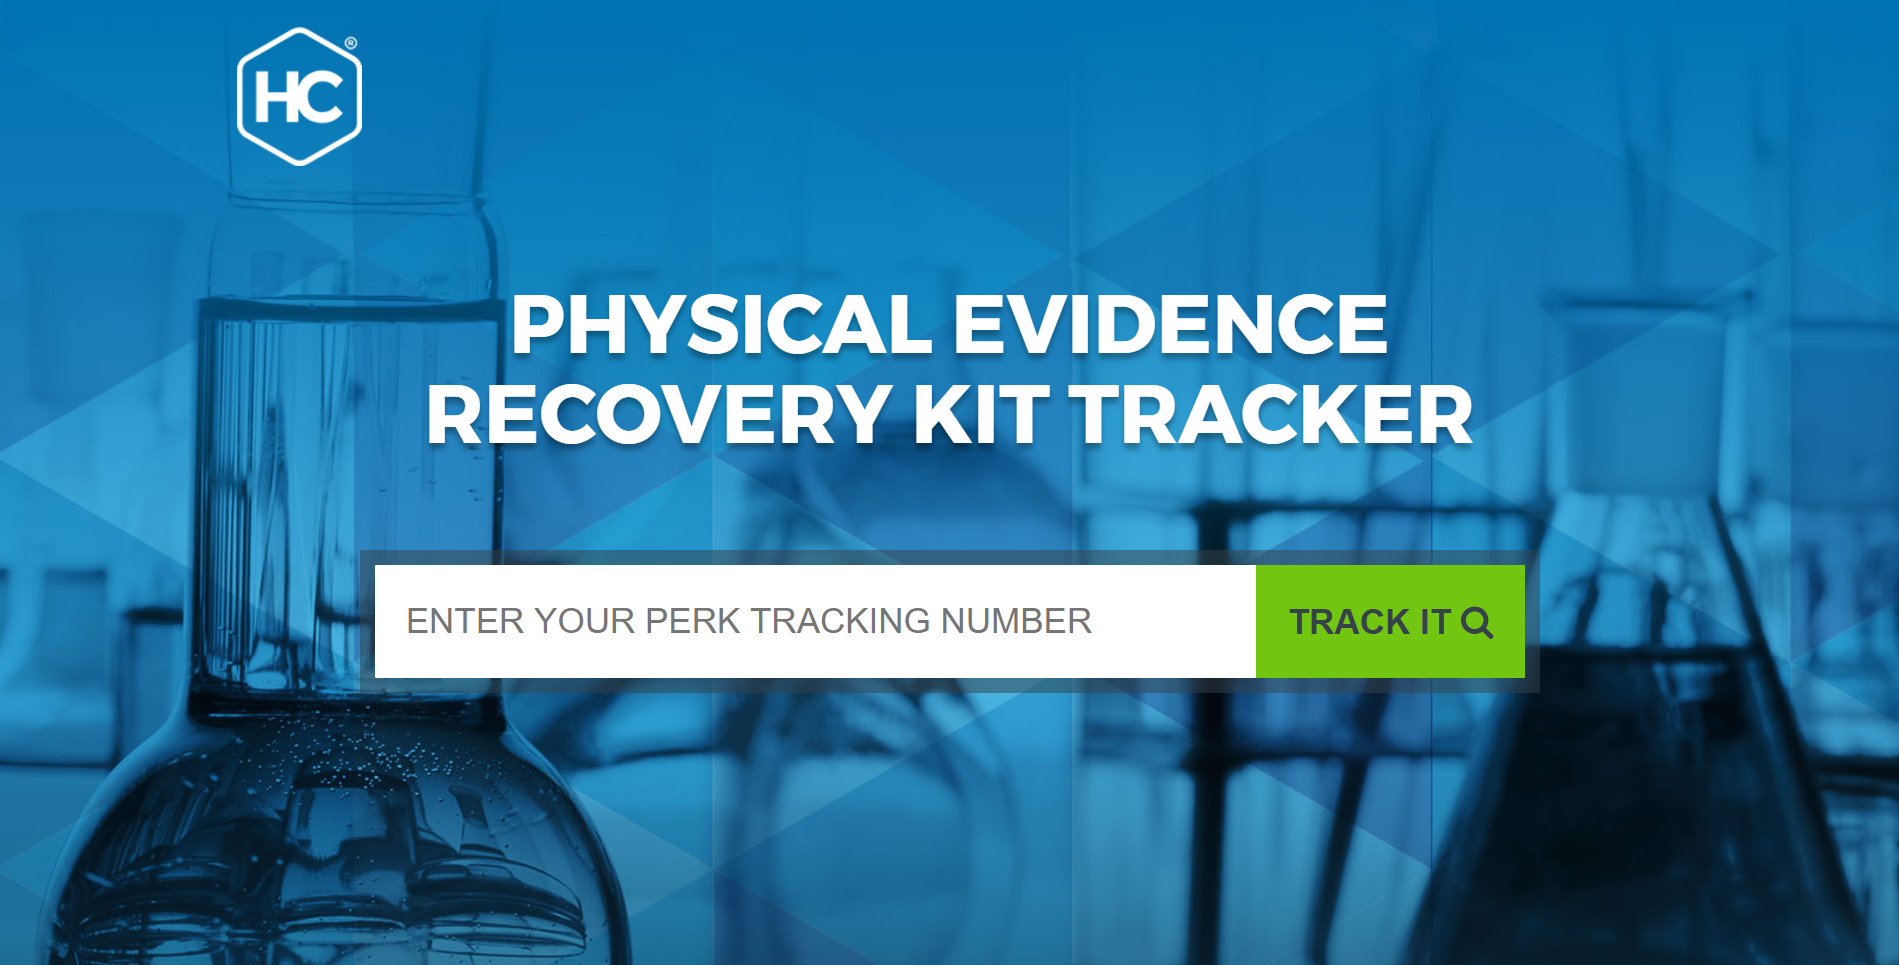 HC®
PHYSICAL EVIDENCE
RECOVERY KIT TRACKER
ENTER YOUR PERK TRACKING NUMBER
TRACK IT